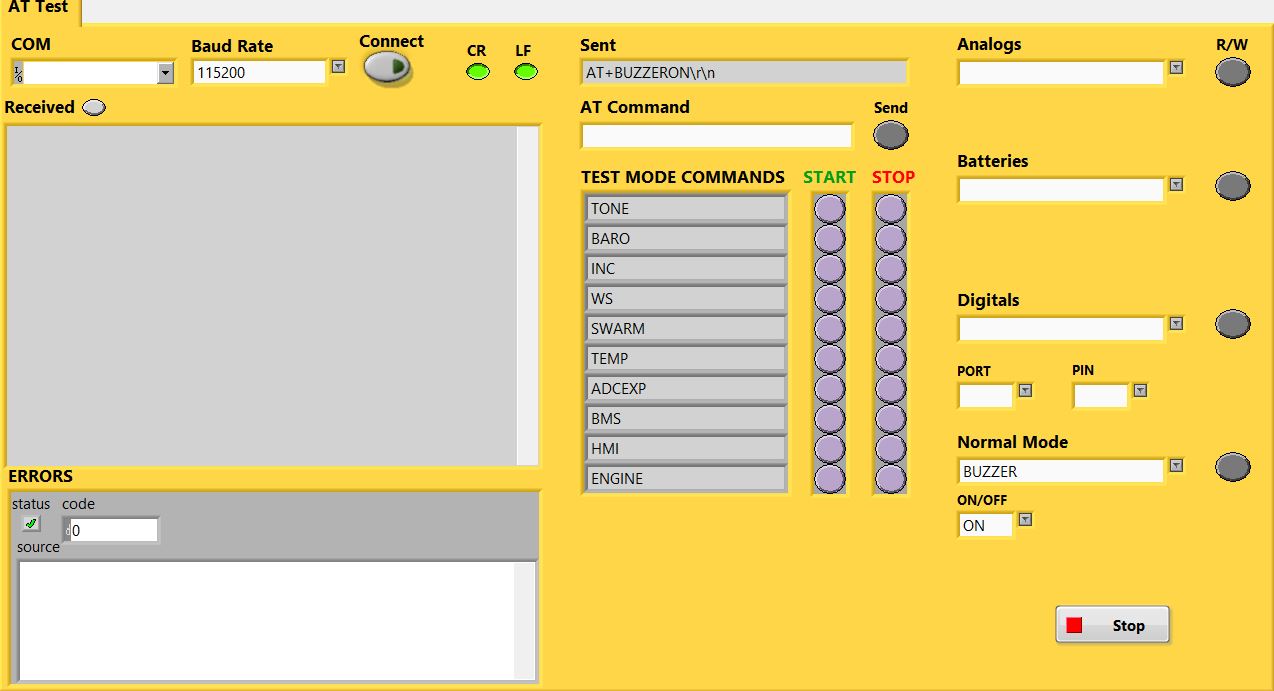 AT Test
COM
Baud Rate
115200
Connect
CR
LF
Received
ERRORS
status
code
d 0
source
Sent
AT+BUZZERON\r\n
AT Command
Send
TEST MODE COMMANDS
START
STOP
TONE
BARO
INC
WS
SWARM
TEMP
ADCEXP
BMS
HMI
ENGINE
Analogs
R/W
Batteries
Digitals
PORT
PIN
Normal Mode
BUZZER
ON/OFF
ON
Stop